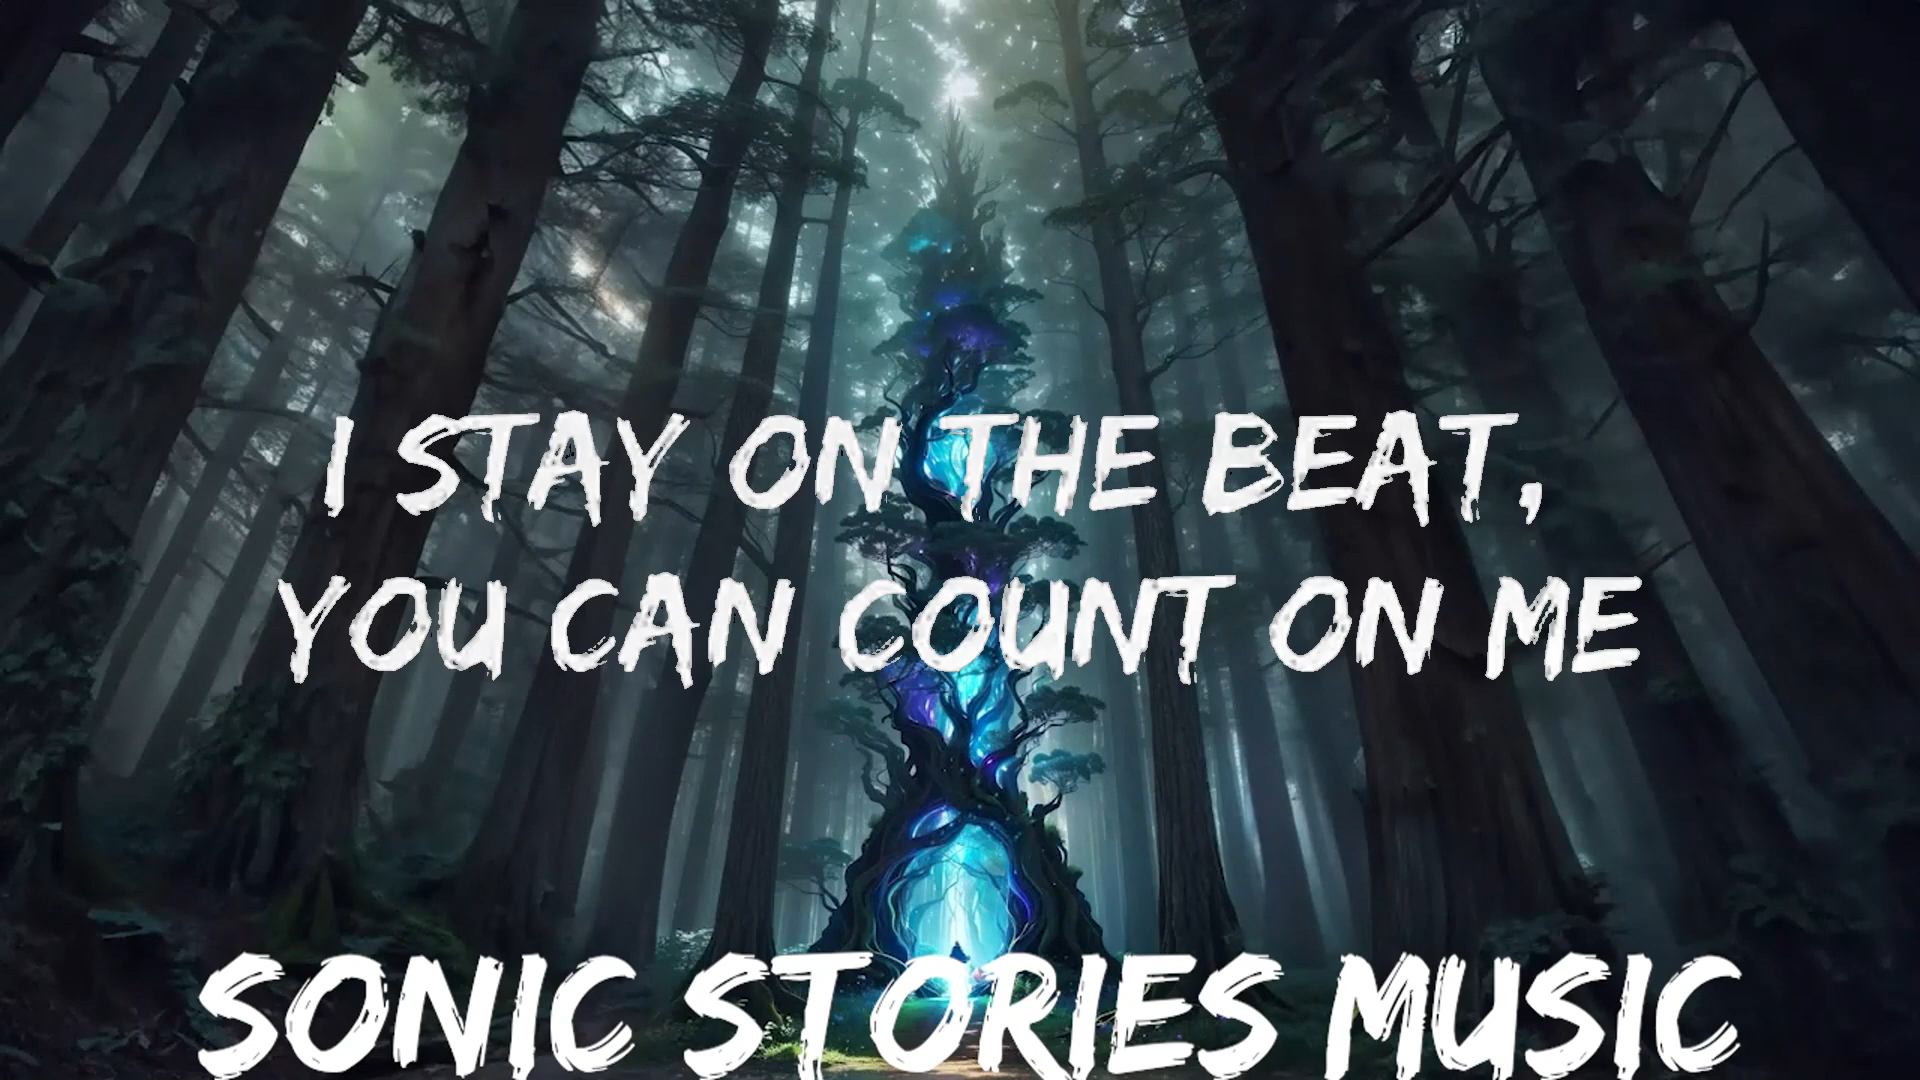 I STAY ON THE BEAT,
YOU CAN COUNT ON ME
SONIC STORIES MUSIC